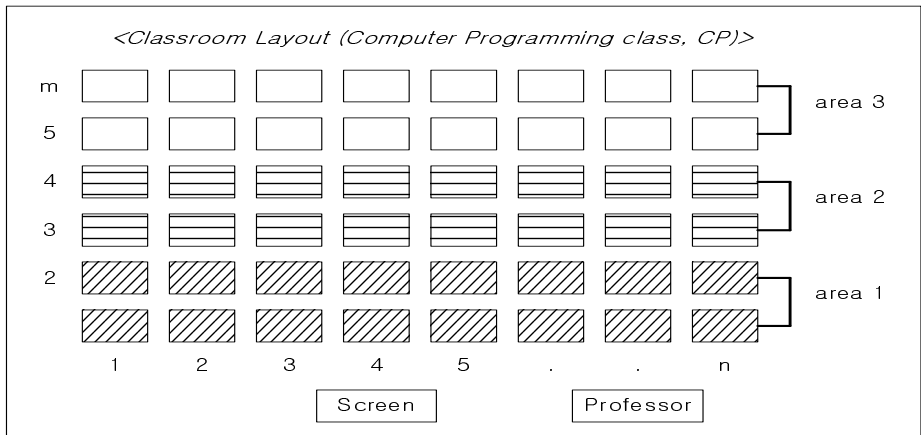 <Classroom Layout (Computer Programming class, CP)>
m
area 3
5
4
area 2
3
2
area 1
1 2 3 4 5 . . n
Screen Professor